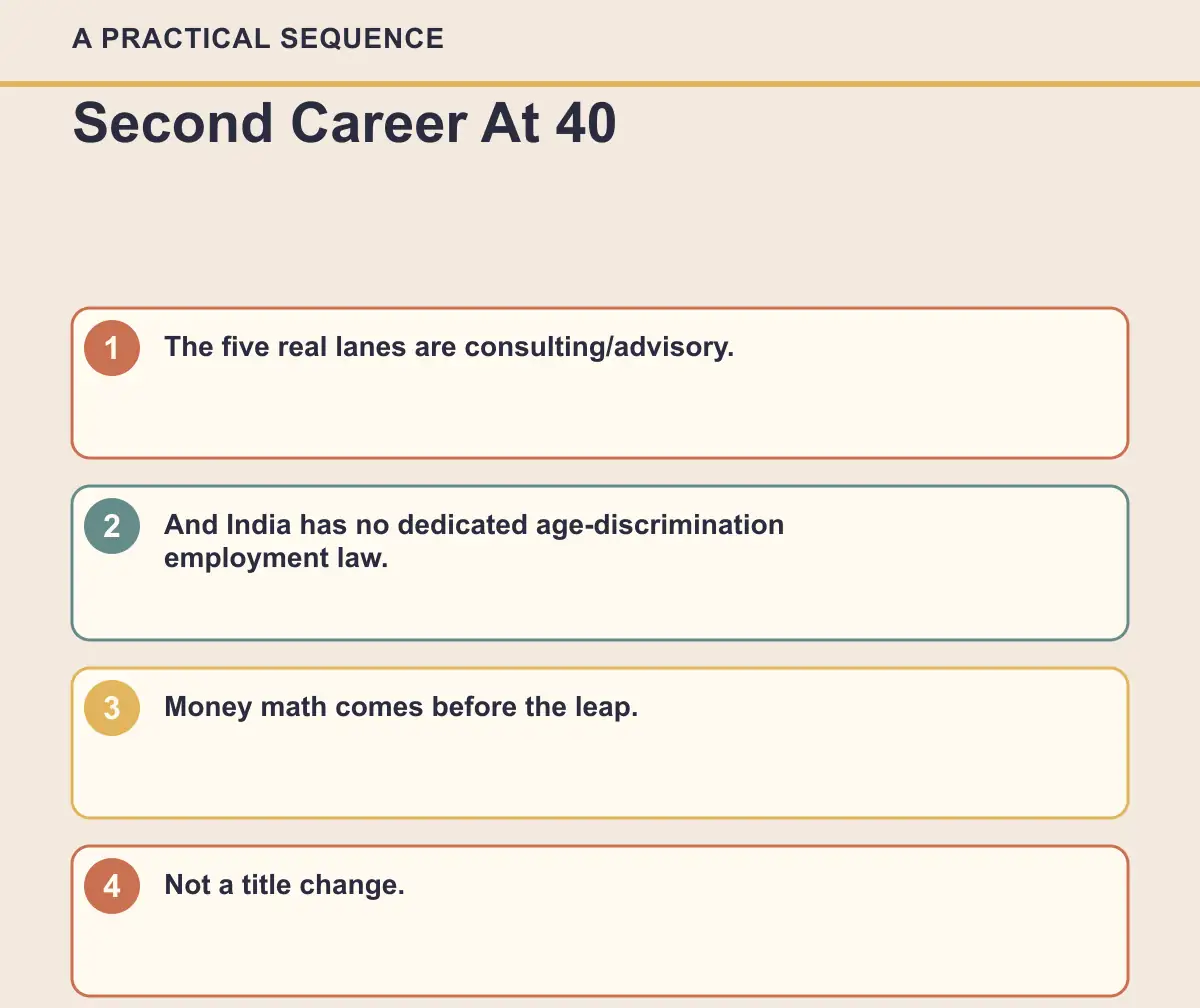 A PRACTICAL SEQUENCE
Second Career At 40
1
The five real lanes are consulting/advisory.
2
And India has no dedicated age-discrimination
employment law.
3
Money math comes before the leap.
4
Not a title change.